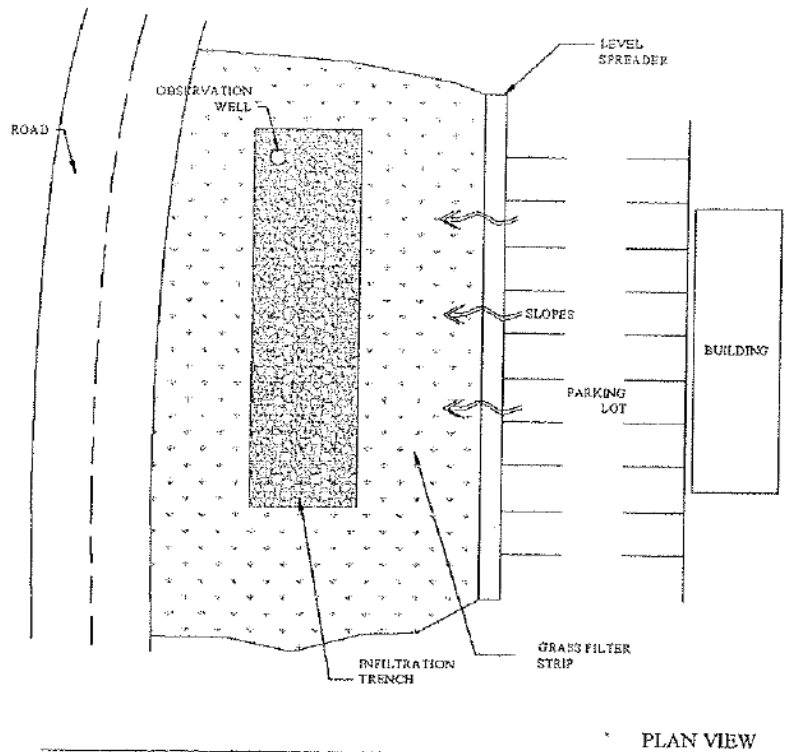 LEVEL
SPREADER
OBSERVATION
WELL
ROAD
SLOPES
BUILDING
PARKING
LOT
GRASS FILTER
STRIP
INFILTRATION
TRENCH
PLAN VIEW